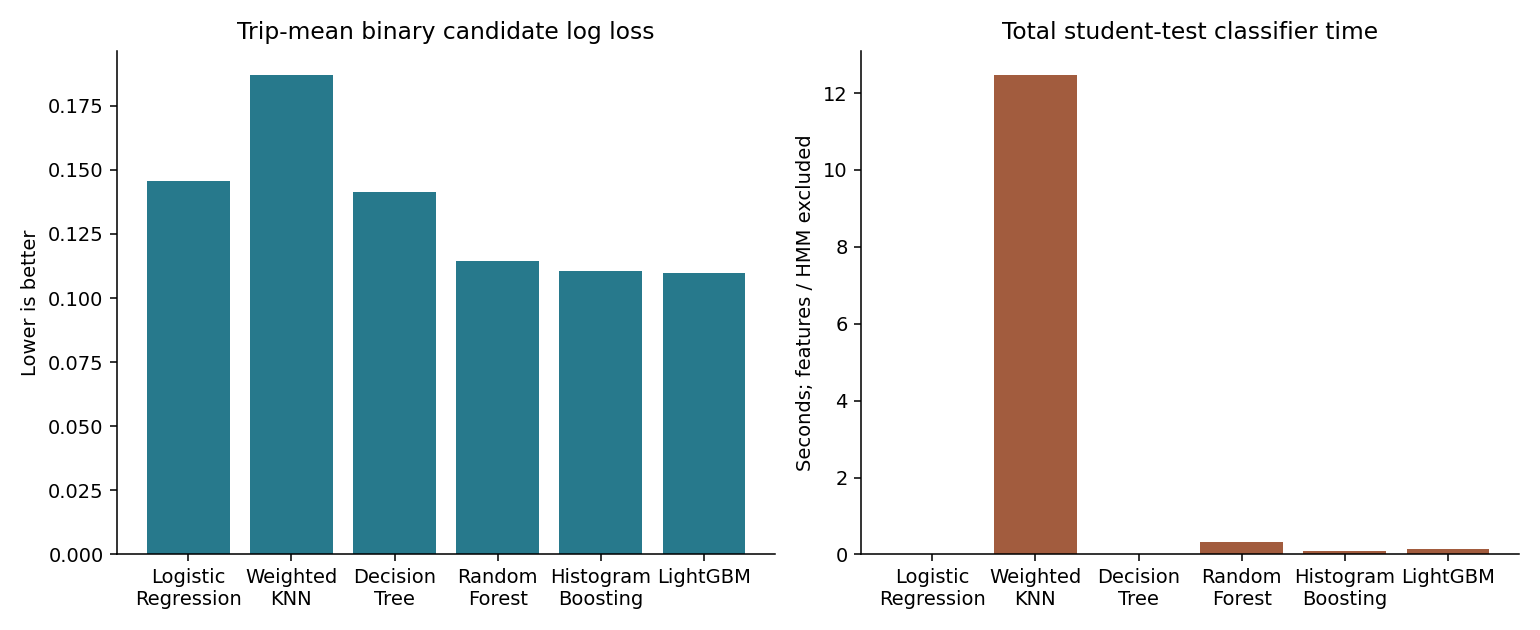 Trip-mean binary candidate log loss
Lower is better
0.175
0.150
0.125
0.100
0.075
0.050
0.025
0.000
Logistic Regression
Weighted KNN
Decision Tree
Random Forest
Histogram Boosting
LightGBM
Total student-test classifier time
Seconds; features / HMM excluded
12
10
8
6
4
2
0
Logistic Regression
Weighted KNN
Decision Tree
Random Forest
Histogram Boosting
LightGBM